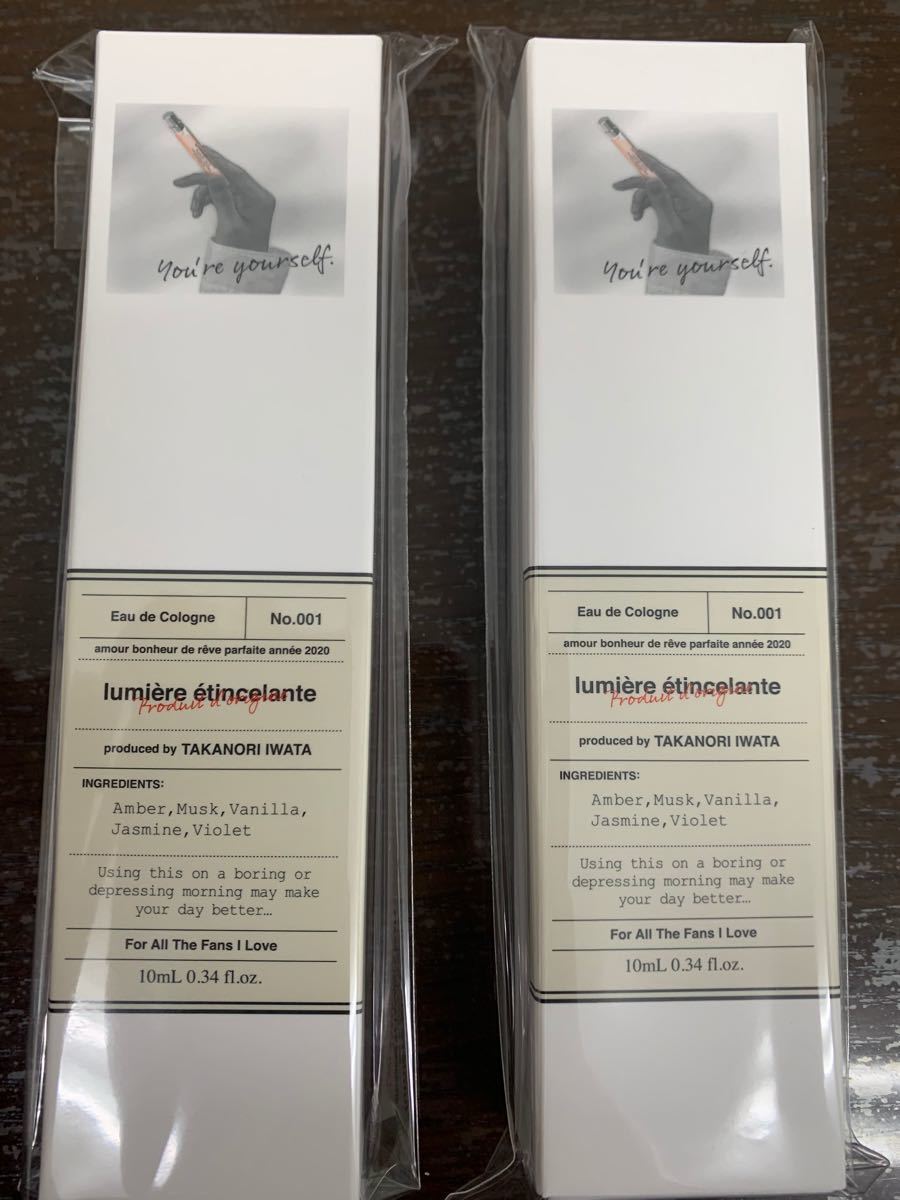 You're yourself.
Eau de Cologne No.001
amour bonheur de rêve parfaite année 2020
lumière étincelante
Produit d'origine
produced by TAKANORI IWATA
INGREDIENTS:
Amber,Musk,Vanilla,
Jasmine,Violet
Using this on a boring or
depressing morning may make
your day better…
For All The Fans I Love
10mL 0.34 fl.oz.
You're yourself.
Eau de Cologne No.001
amour bonheur de rêve parfaite année 2020
lumière étincelante
Produit d'origine
produced by TAKANORI IWATA
INGREDIENTS:
Amber,Musk,Vanilla,
Jasmine,Violet
Using this on a boring or
depressing morning may make
your day better…
For All The Fans I Love
10mL 0.34 fl.oz.